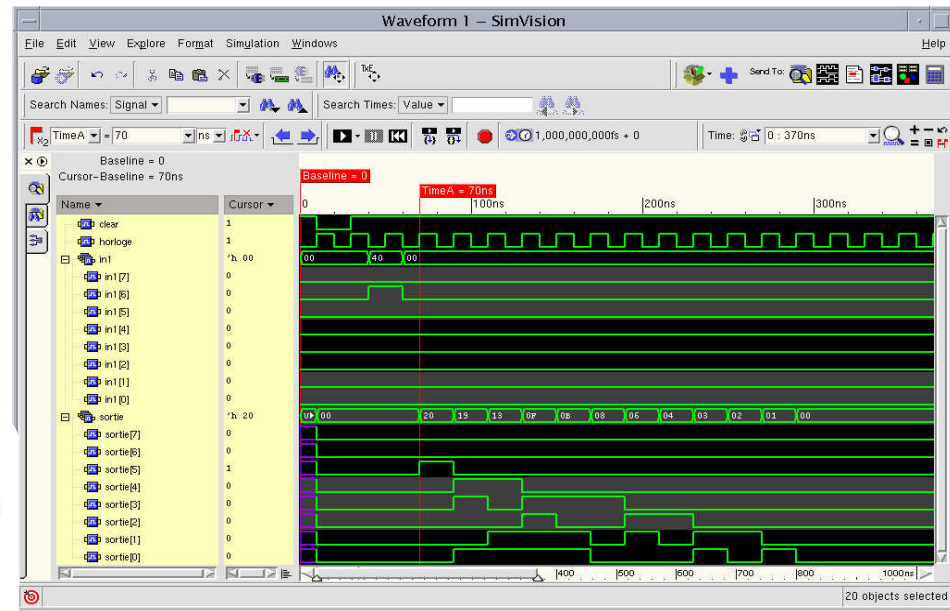 Waveform 1 – SimVision
File Edit View Explore Format Simulation Windows Help
TxF Send To:
Search Names: Signal Search Times: Value
TimeA = 70 ns 1,000,000,000fs + 0 Time: 0 : 370ns
Baseline = 0
Cursor-Baseline = 70ns
Baseline = 0
TimeA = 70ns
Name Cursor 0 100ns 200ns 300ns
clear 1
horloge 1
in1 'h 00 00 40 00
in1[7] 0
in1[6] 0
in1[5] 0
in1[4] 0
in1[3] 0
in1[2] 0
in1[1] 0
in1[0] 0
sortie 'h 20 00 20 19 13 0F 0B 08 06 04 03 02 01 00
sortie[7] 0
sortie[6] 0
sortie[5] 1
sortie[4] 0
sortie[3] 0
sortie[2] 0
sortie[1] 0
sortie[0] 0
400 500 600 700 800 1000ns
20 objects selected